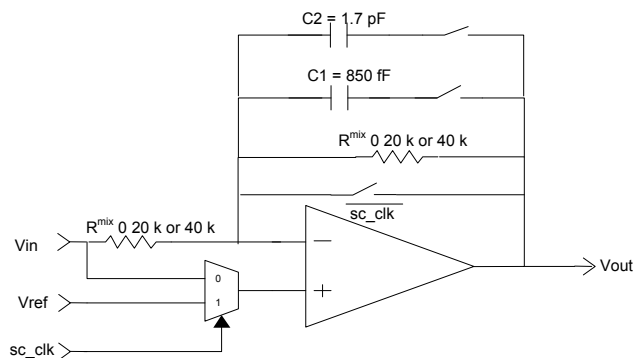 C2 = 1.7 pF
C1 = 850 fF
Rmix 0 20 k or 40 k
sc_clk
Rmix 0 20 k or 40 k
Vin
−
0
Vout
Vref
1
+
sc_clk